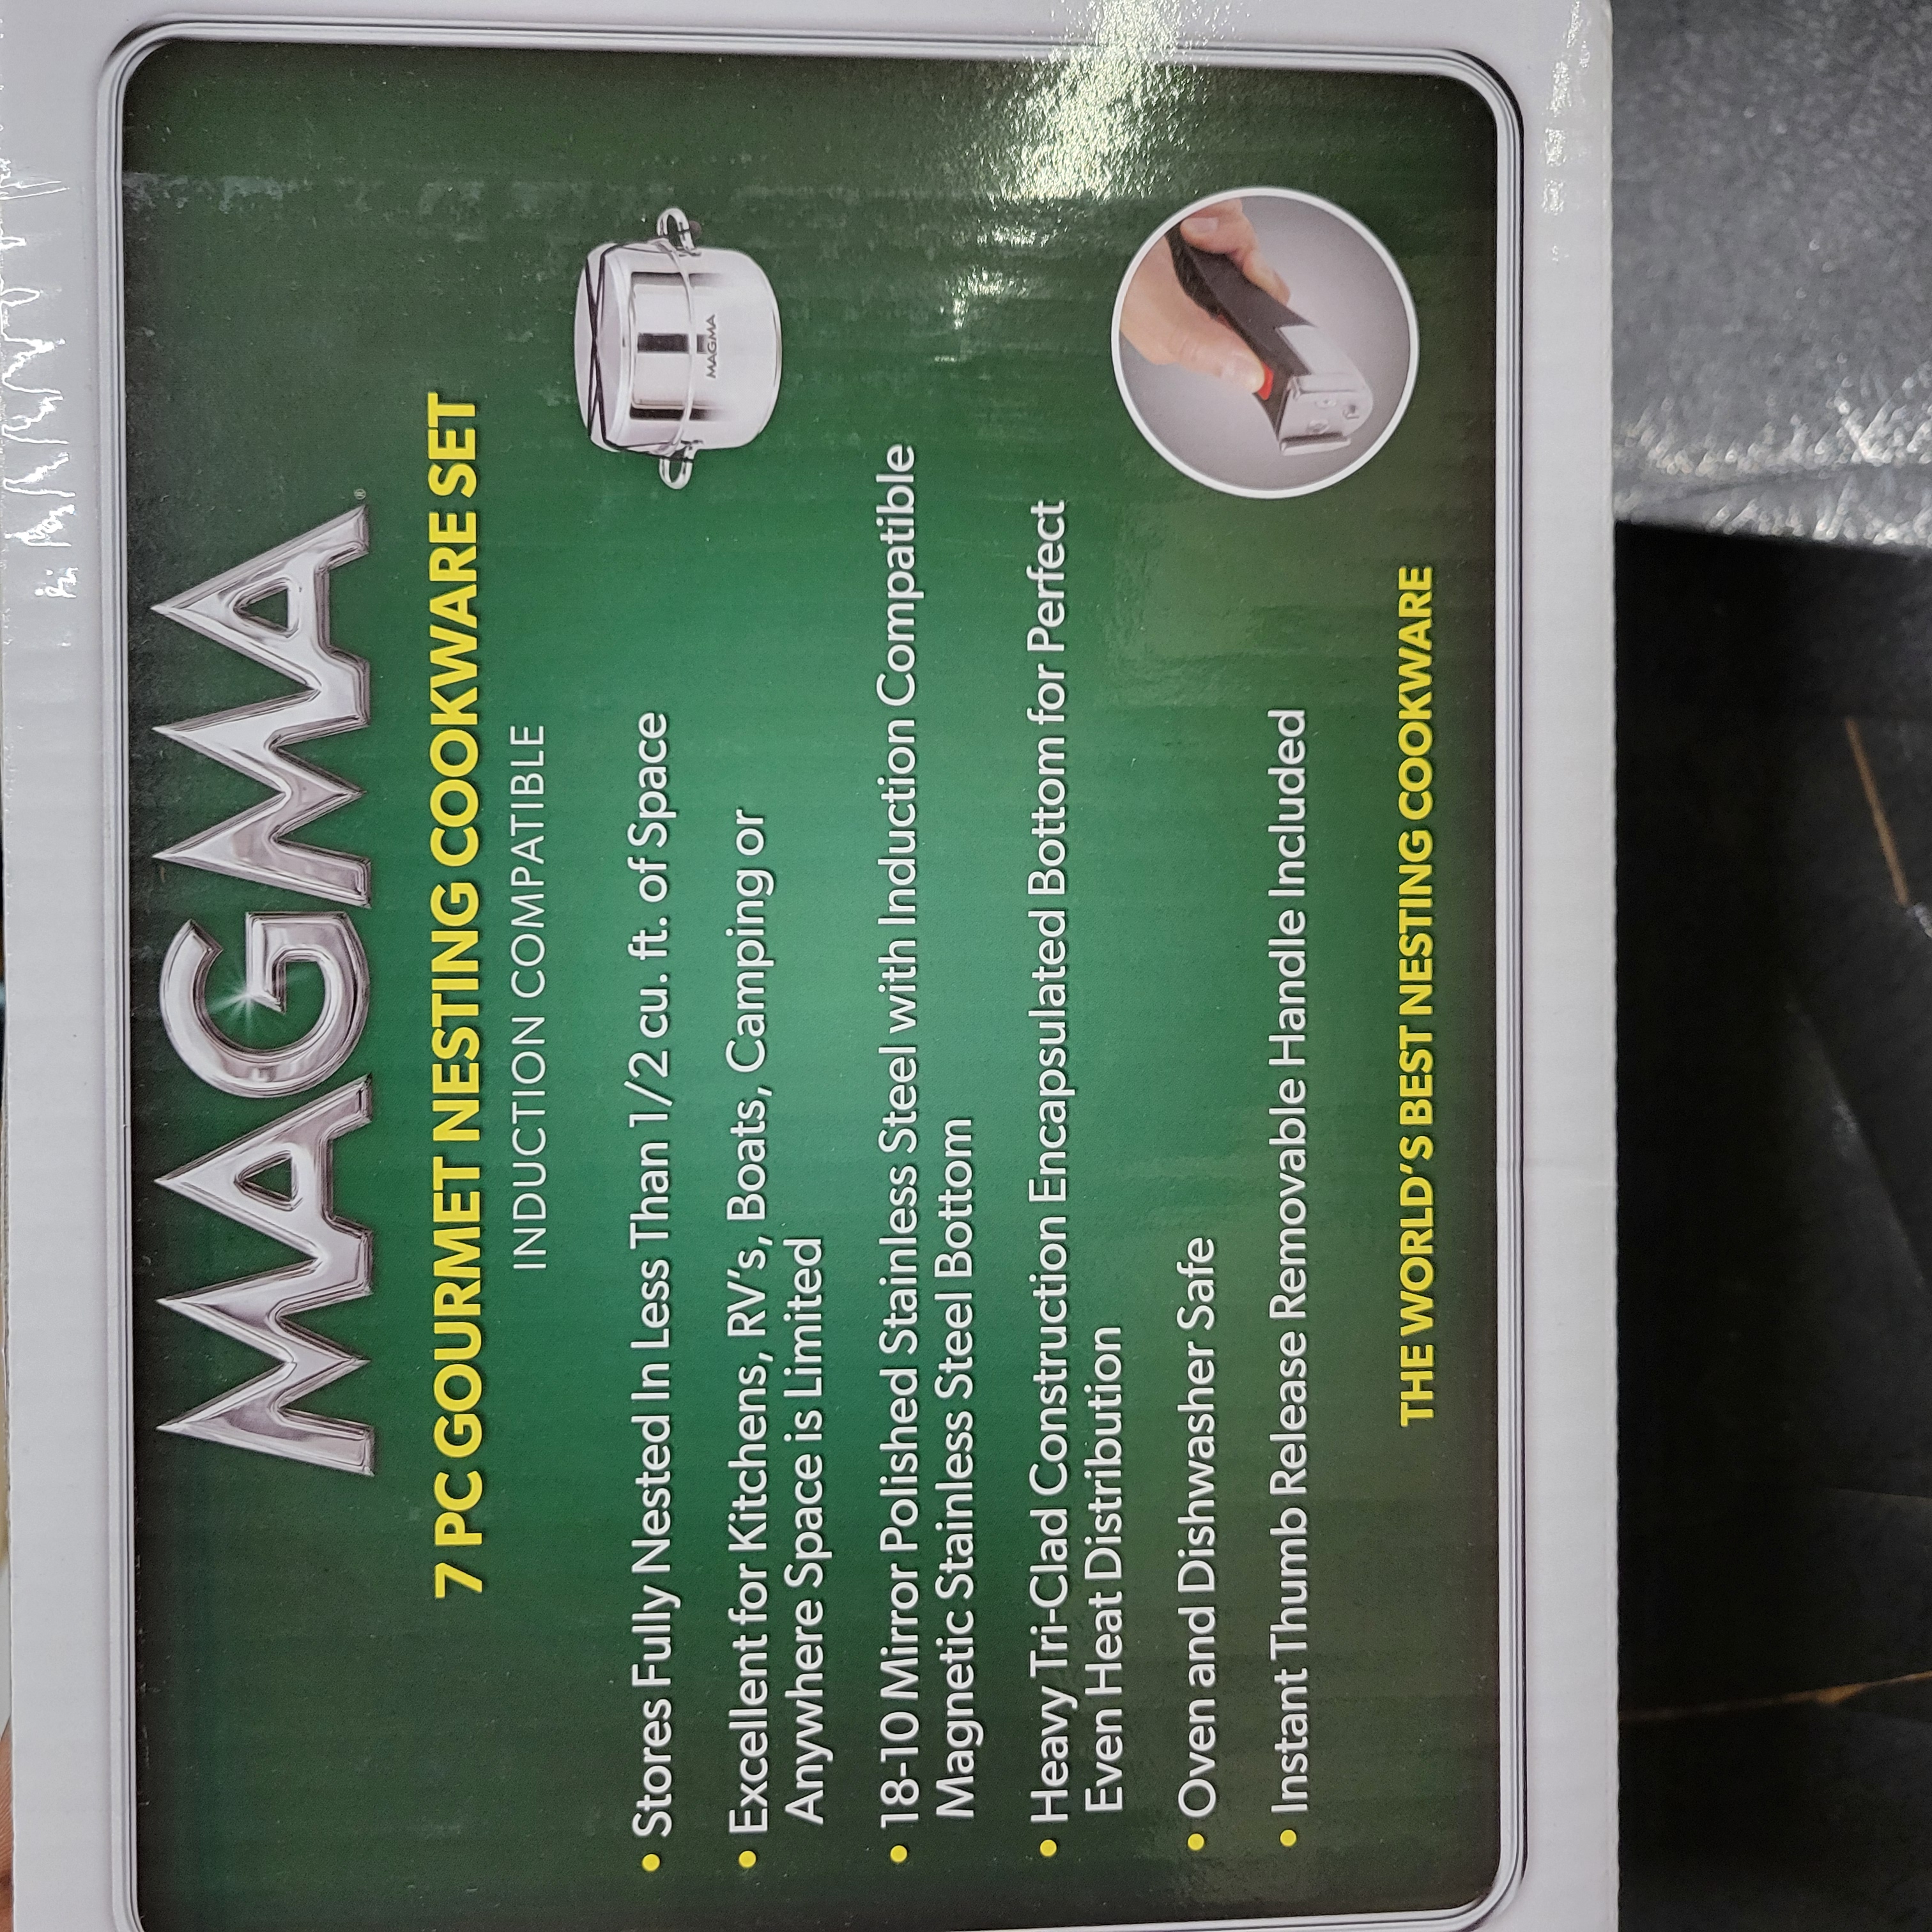 MAGMA®
7 PC GOURMET NESTING COOKWARE SET
INDUCTION COMPATIBLE
• Stores Fully Nested In Less Than 1/2 cu. ft. of Space
• Excellent for Kitchens, RV's, Boats, Camping or
Anywhere Space is Limited
MAGMA
• 18-10 Mirror Polished Stainless Steel with Induction Compatible
Magnetic Stainless Steel Bottom
• Heavy Tri-Clad Construction Encapsulated Bottom for Perfect
Even Heat Distribution
• Oven and Dishwasher Safe
• Instant Thumb Release Removable Handle Included
THE WORLD'S BEST NESTING COOKWARE